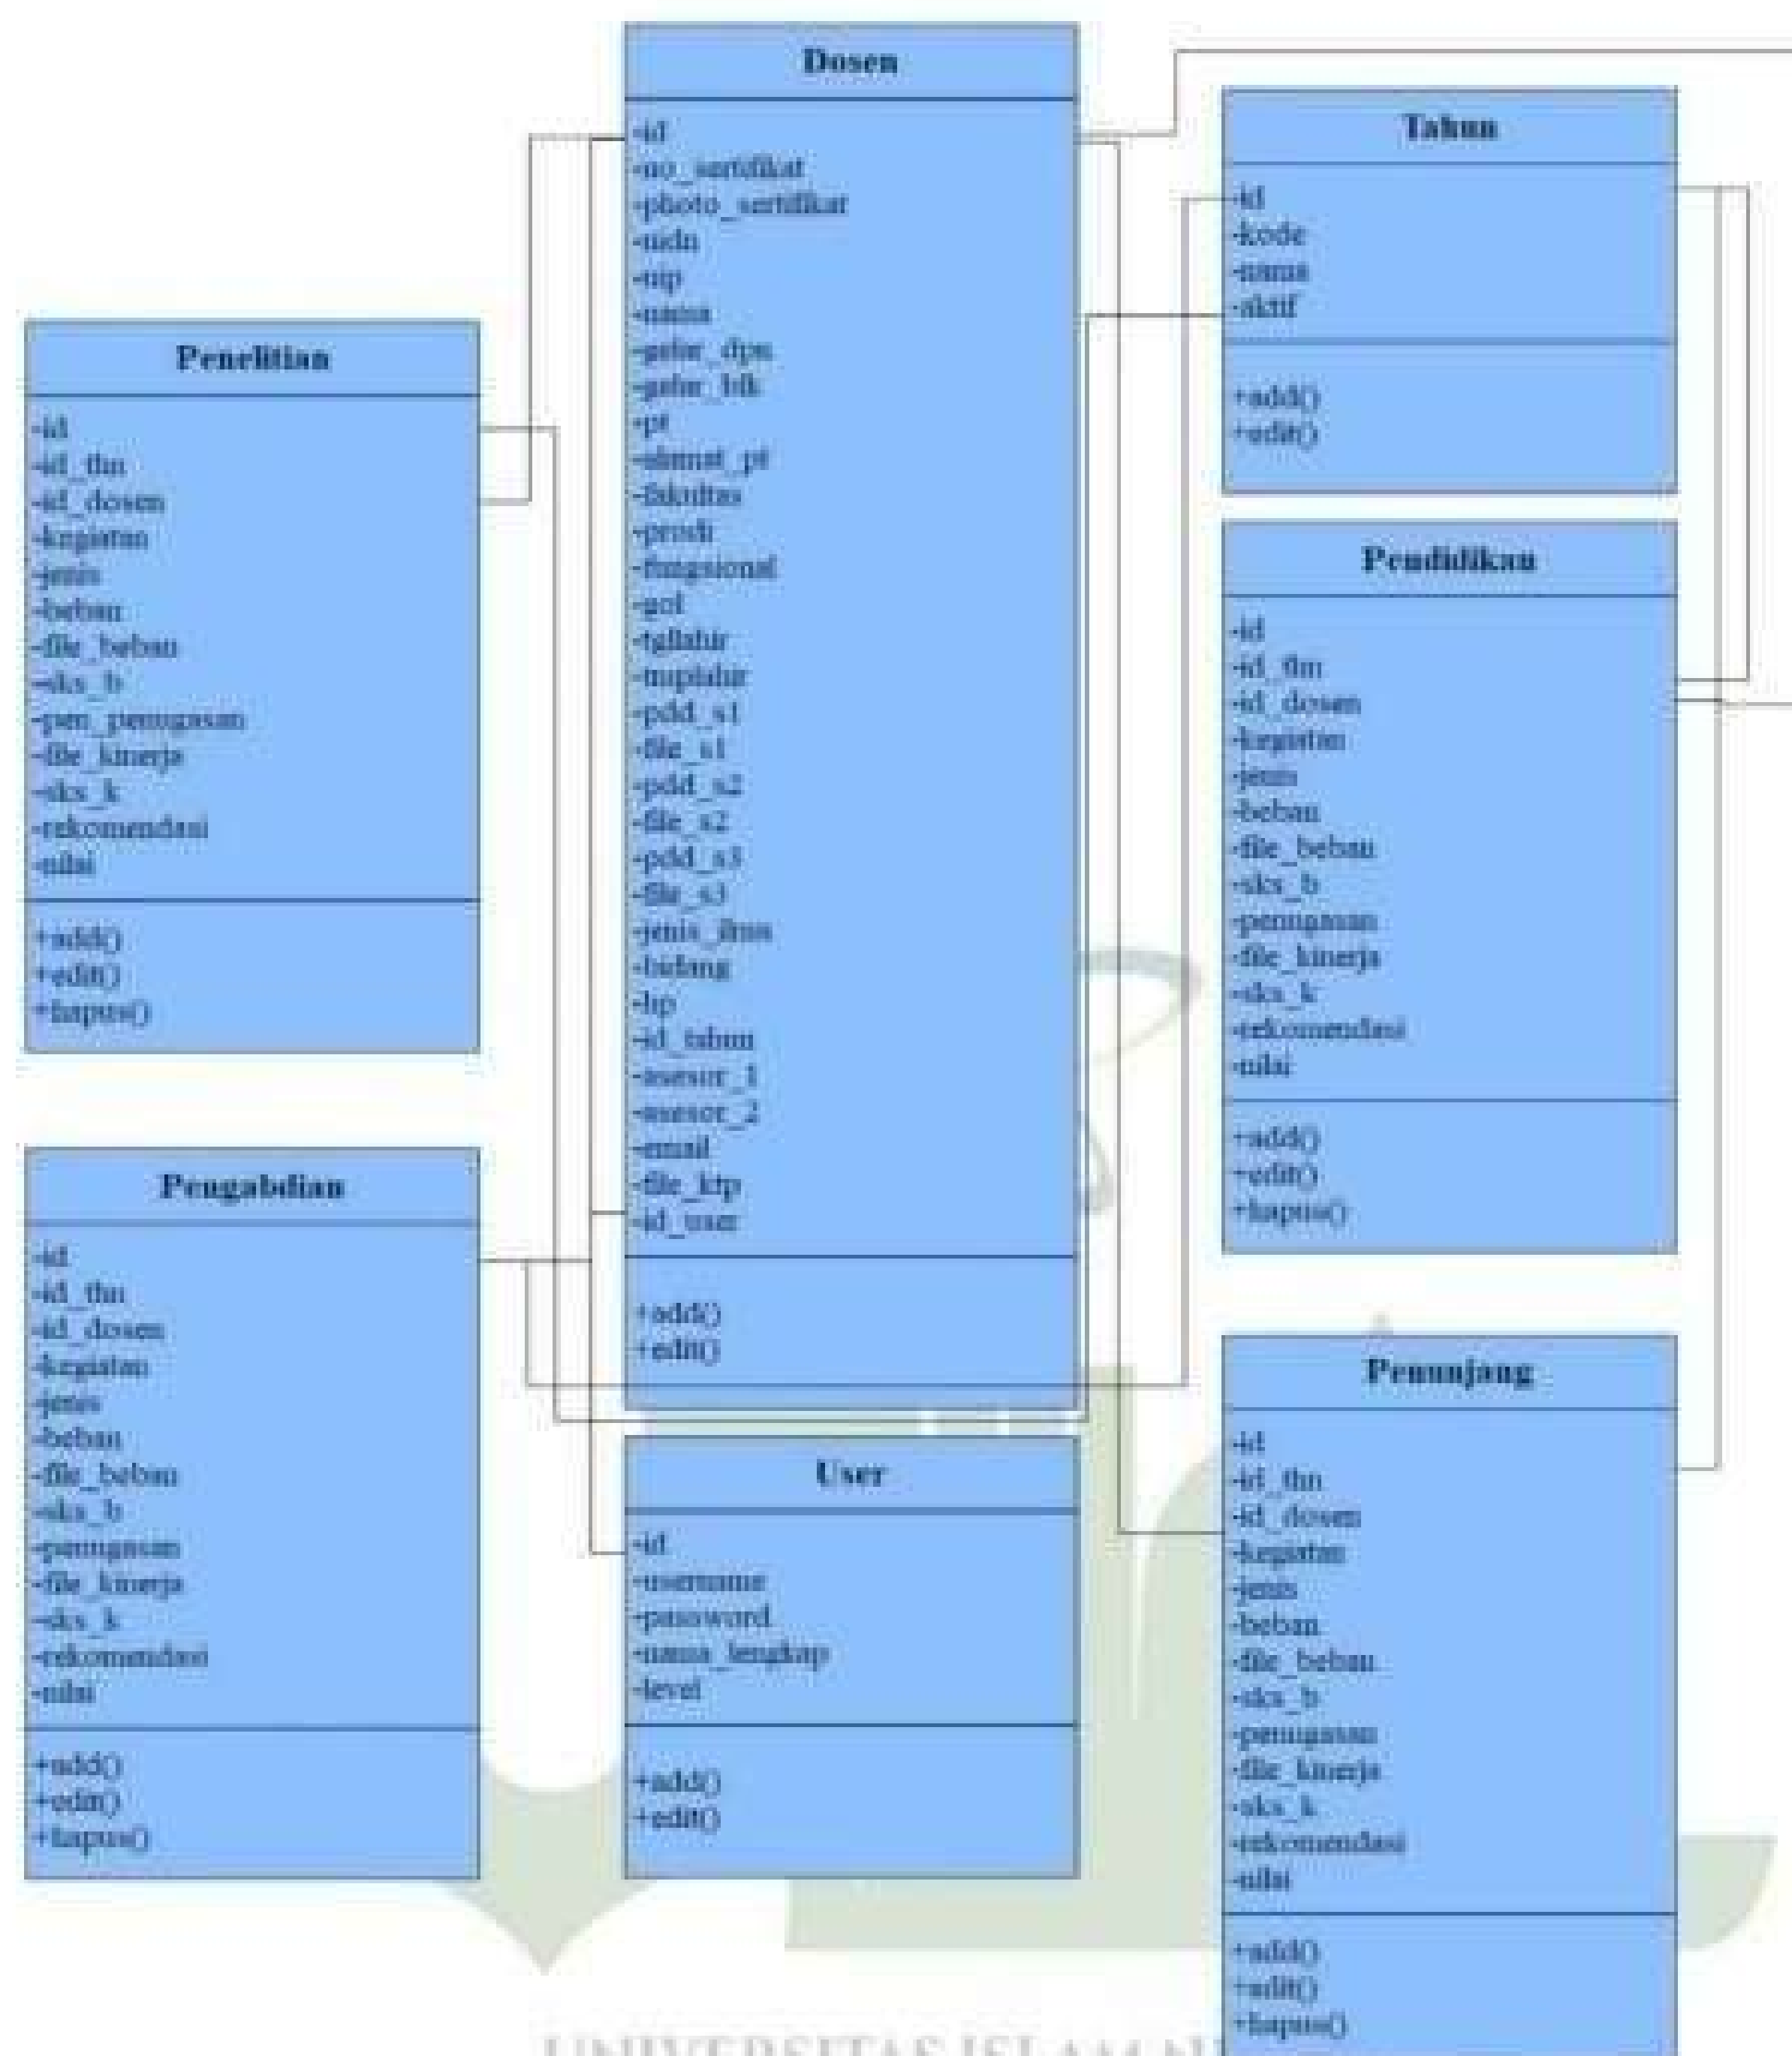 Dosen
-id
-no_sertifikat
-photo_sertifikat
-nidn
-nip
-nama
-gelar_dpn
-gelar_blk
-pt
-alamat_pt
-fakultas
-prodi
-fungsional
-gol
-tgllahir
-tmptlahir
-pdd_s1
-file_s1
-pdd_s2
-file_s2
-pdd_s3
-file_s3
-jenis_ilmu
-bidang
-hp
-id_tahun
-asesor_1
-asesor_2
-email
-file_ktp
-id_user
+add()
+edit()
Tahun
-id
-kode
-nama
-aktif
+add()
+edit()
Penelitian
-id
-id_thn
-id_dosen
-kegiatan
-jenis
-beban
-file_beban
-sks_b
-pen_penugasan
-file_kinerja
-sks_k
-rekomendasi
-nilai
+add()
+edit()
+hapus()
Pendidikan
-id
-id_thn
-id_dosen
-kegiatan
-jenis
-beban
-file_beban
-sks_b
-penugasan
-file_kinerja
-sks_k
-rekomendasi
-nilai
+add()
+edit()
+hapus()
Pengabdian
-id
-id_thn
-id_dosen
-kegiatan
-jenis
-beban
-file_beban
-sks_b
-penugasan
-file_kinerja
-sks_k
-rekomendasi
-nilai
+add()
+edit()
+hapus()
User
-id
-username
-password
-nama_lengkap
-level
+add()
+edit()
Penunjang
-id
-id_thn
-id_dosen
-kegiatan
-jenis
-beban
-file_beban
-sks_b
-penugasan
-file_kinerja
-sks_k
-rekomendasi
-nilai
+add()
+edit()
+hapus()
UNIVERSITAS ISLAM N